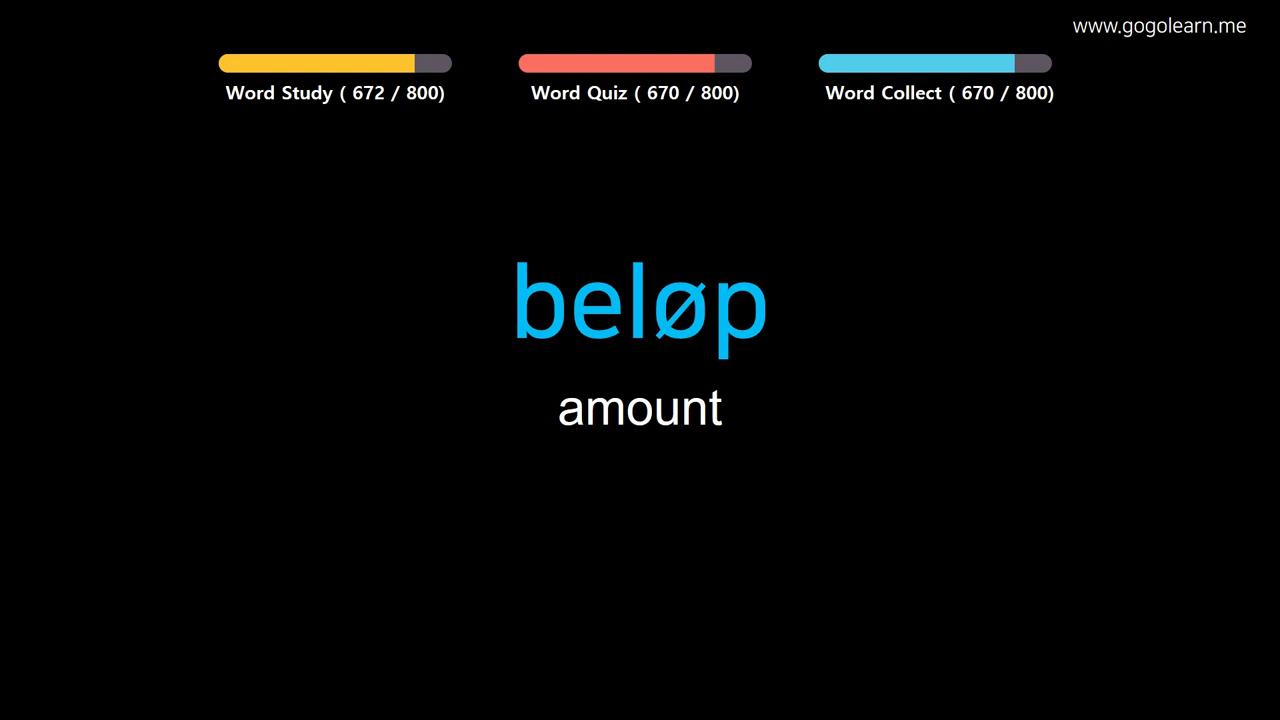 www.gogolearn.me
Word Study ( 672 / 800)
Word Quiz ( 670 / 800)
Word Collect ( 670 / 800)
beløp
amount